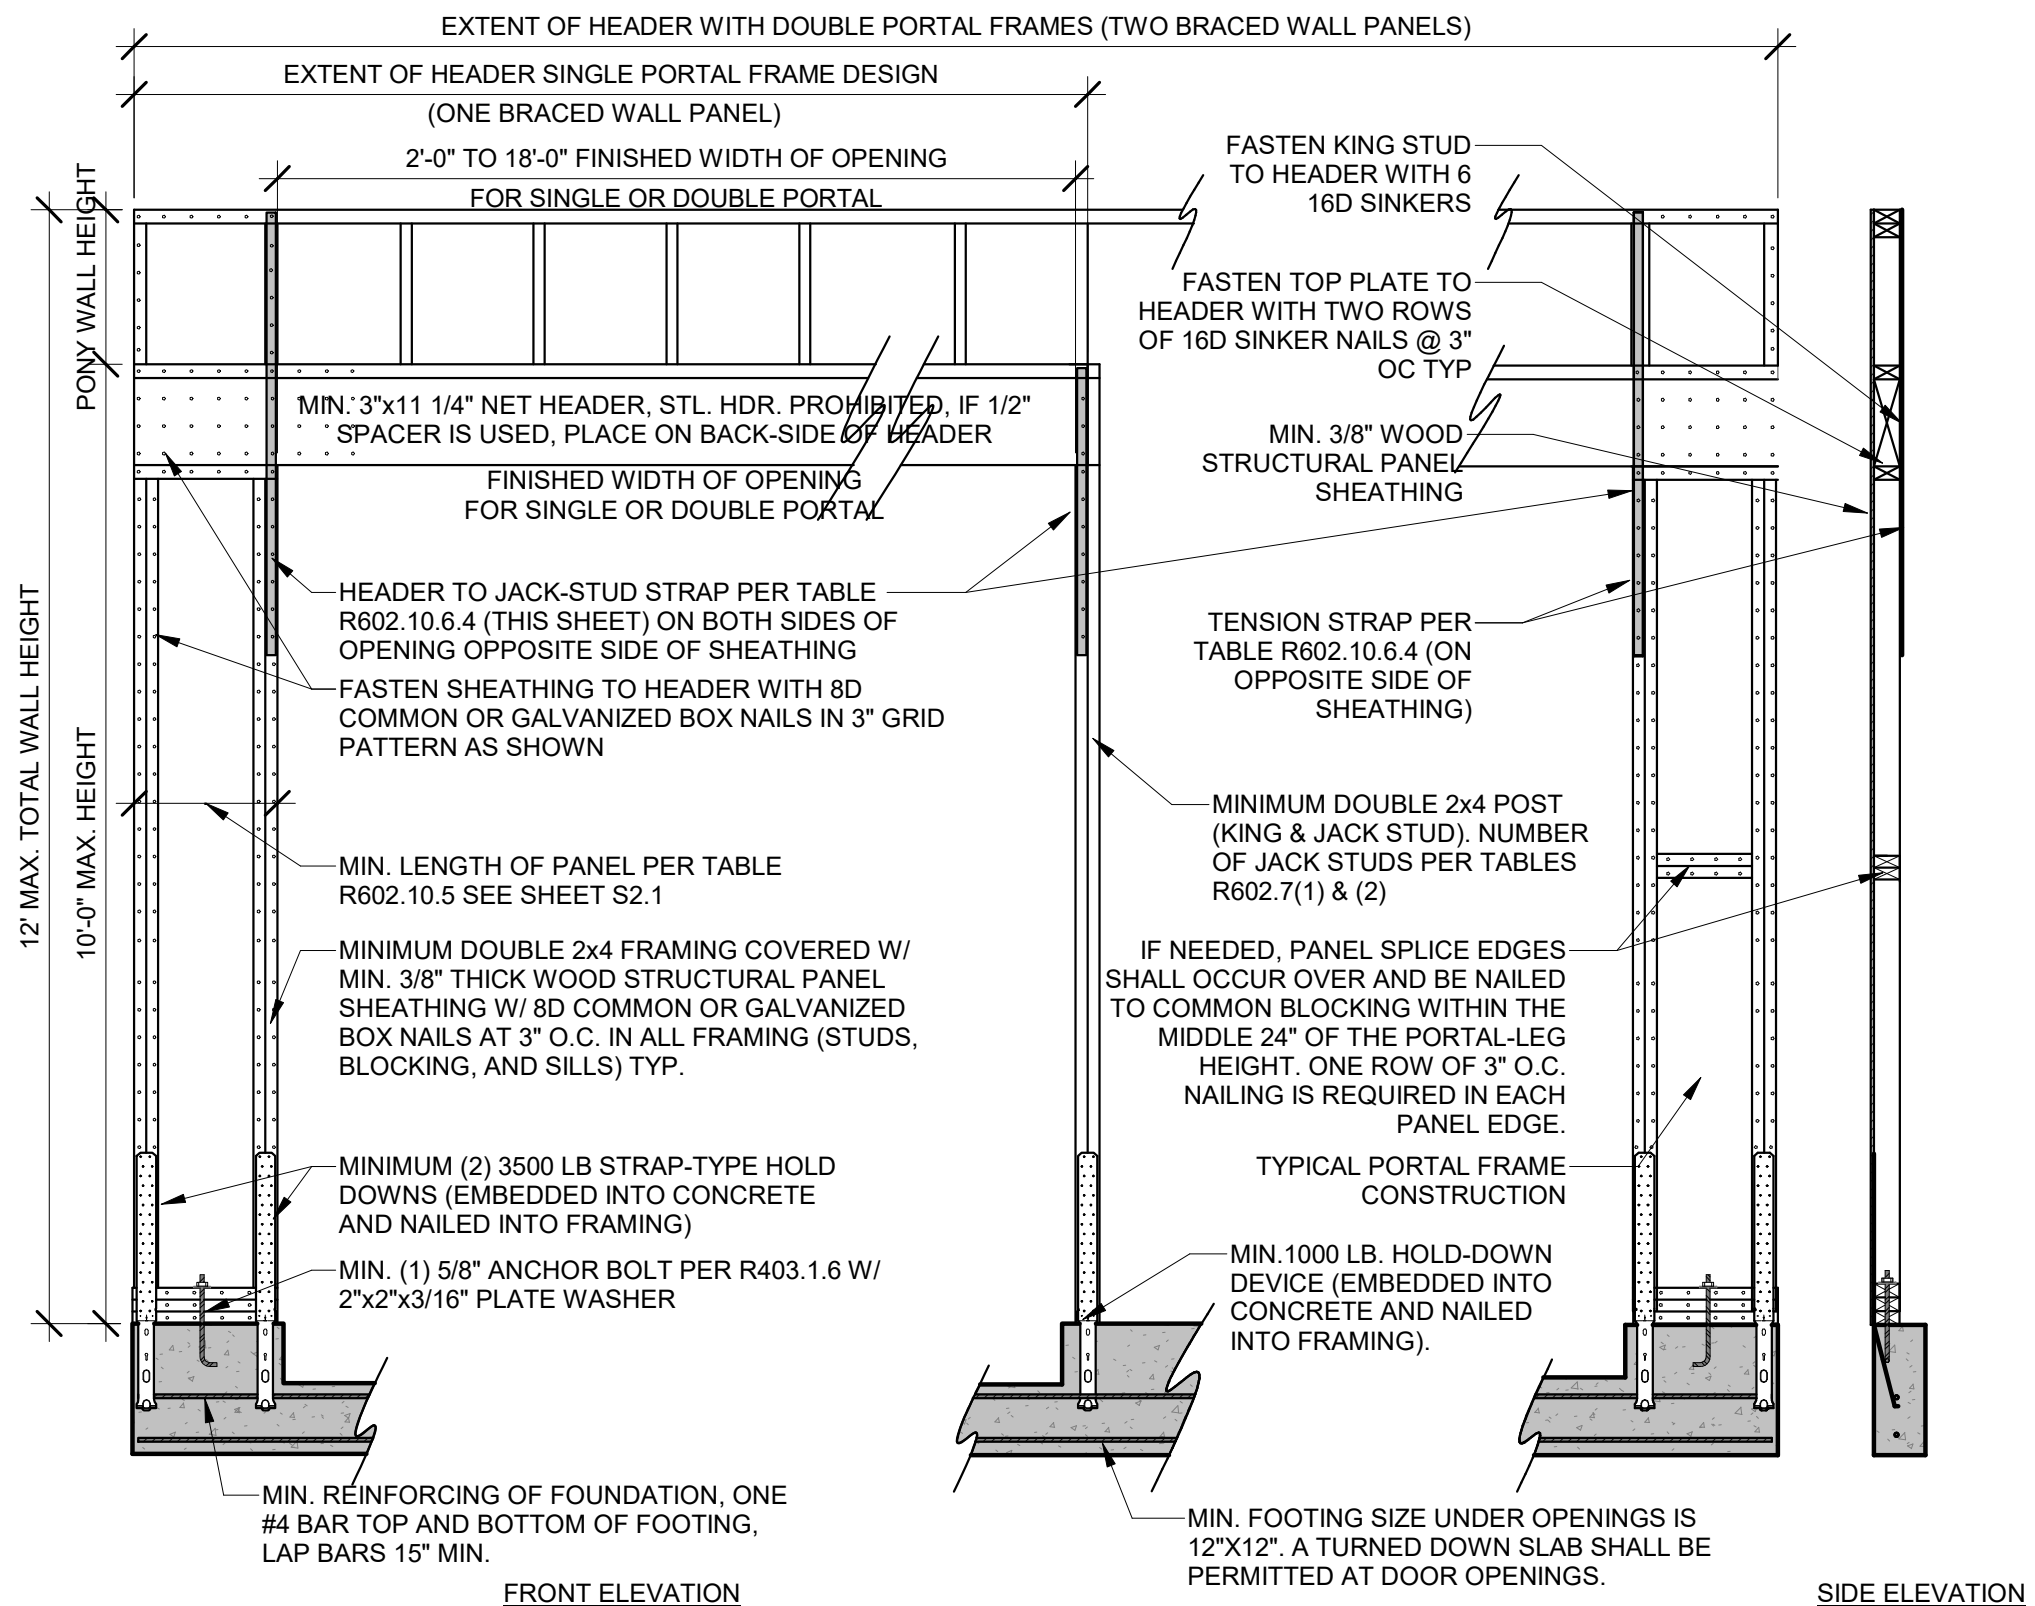 EXTENT OF HEADER WITH DOUBLE PORTAL FRAMES (TWO BRACED WALL PANELS)
EXTENT OF HEADER SINGLE PORTAL FRAME DESIGN
(ONE BRACED WALL PANEL)
2'-0" TO 18'-0" FINISHED WIDTH OF OPENING
FOR SINGLE OR DOUBLE PORTAL
PONY WALL HEIGHT
12' MAX. TOTAL WALL HEIGHT
10'-0" MAX. HEIGHT
MIN. 3"x11 1/4" NET HEADER, STL. HDR. PROHIBITED, IF 1/2"
SPACER IS USED, PLACE ON BACK-SIDE OF HEADER
FINISHED WIDTH OF OPENING
FOR SINGLE OR DOUBLE PORTAL
HEADER TO JACK-STUD STRAP PER TABLE
R602.10.6.4 (THIS SHEET) ON BOTH SIDES OF
OPENING OPPOSITE SIDE OF SHEATHING
FASTEN SHEATHING TO HEADER WITH 8D
COMMON OR GALVANIZED BOX NAILS IN 3" GRID
PATTERN AS SHOWN
MIN. LENGTH OF PANEL PER TABLE
R602.10.5 SEE SHEET S2.1
MINIMUM DOUBLE 2x4 FRAMING COVERED W/
MIN. 3/8" THICK WOOD STRUCTURAL PANEL
SHEATHING W/ 8D COMMON OR GALVANIZED
BOX NAILS AT 3" O.C. IN ALL FRAMING (STUDS,
BLOCKING, AND SILLS) TYP.
MINIMUM (2) 3500 LB STRAP-TYPE HOLD
DOWNS (EMBEDDED INTO CONCRETE
AND NAILED INTO FRAMING)
MIN. (1) 5/8" ANCHOR BOLT PER R403.1.6 W/
2"x2"x3/16" PLATE WASHER
MIN. REINFORCING OF FOUNDATION, ONE
#4 BAR TOP AND BOTTOM OF FOOTING,
LAP BARS 15" MIN.
FRONT ELEVATION
FASTEN KING STUD
TO HEADER WITH 6
16D SINKERS
FASTEN TOP PLATE TO
HEADER WITH TWO ROWS
OF 16D SINKER NAILS @ 3"
OC TYP
MIN. 3/8" WOOD
STRUCTURAL PANEL
SHEATHING
TENSION STRAP PER
TABLE R602.10.6.4 (ON
OPPOSITE SIDE OF
SHEATHING)
MINIMUM DOUBLE 2x4 POST
(KING & JACK STUD). NUMBER
OF JACK STUDS PER TABLES
R602.7(1) & (2)
IF NEEDED, PANEL SPLICE EDGES
SHALL OCCUR OVER AND BE NAILED
TO COMMON BLOCKING WITHIN THE
MIDDLE 24" OF THE PORTAL-LEG
HEIGHT. ONE ROW OF 3" O.C.
NAILING IS REQUIRED IN EACH
PANEL EDGE.
TYPICAL PORTAL FRAME
CONSTRUCTION
MIN.1000 LB. HOLD-DOWN
DEVICE (EMBEDDED INTO
CONCRETE AND NAILED
INTO FRAMING).
MIN. FOOTING SIZE UNDER OPENINGS IS
12"X12". A TURNED DOWN SLAB SHALL BE
PERMITTED AT DOOR OPENINGS.
SIDE ELEVATION